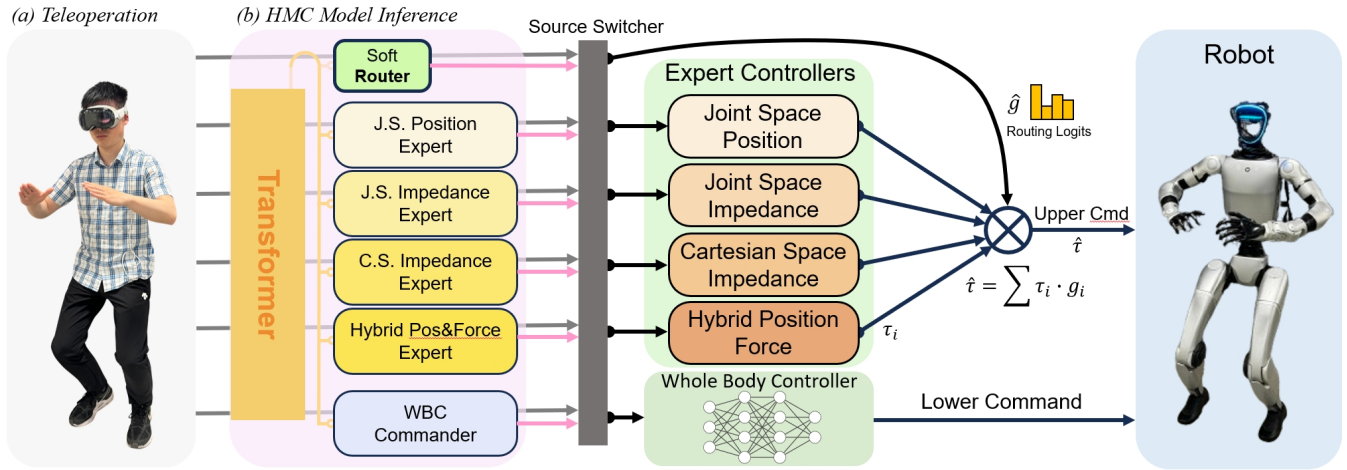 (a) Teleoperation
(b) HMC Model Inference
Source Switcher
Transformer
Soft
Router
J.S. Position
Expert
J.S. Impedance
Expert
C.S. Impedance
Expert
Hybrid Pos&Force
Expert
WBC
Commander
Expert Controllers
Joint Space
Position
Joint Space
Impedance
Cartesian Space
Impedance
Hybrid Position
Force
τᵢ
Whole Body Controller
ĝ
Routing Logits
Upper Cmd
τ̂
τ̂ = ∑ τᵢ · gᵢ
Lower Command
Robot